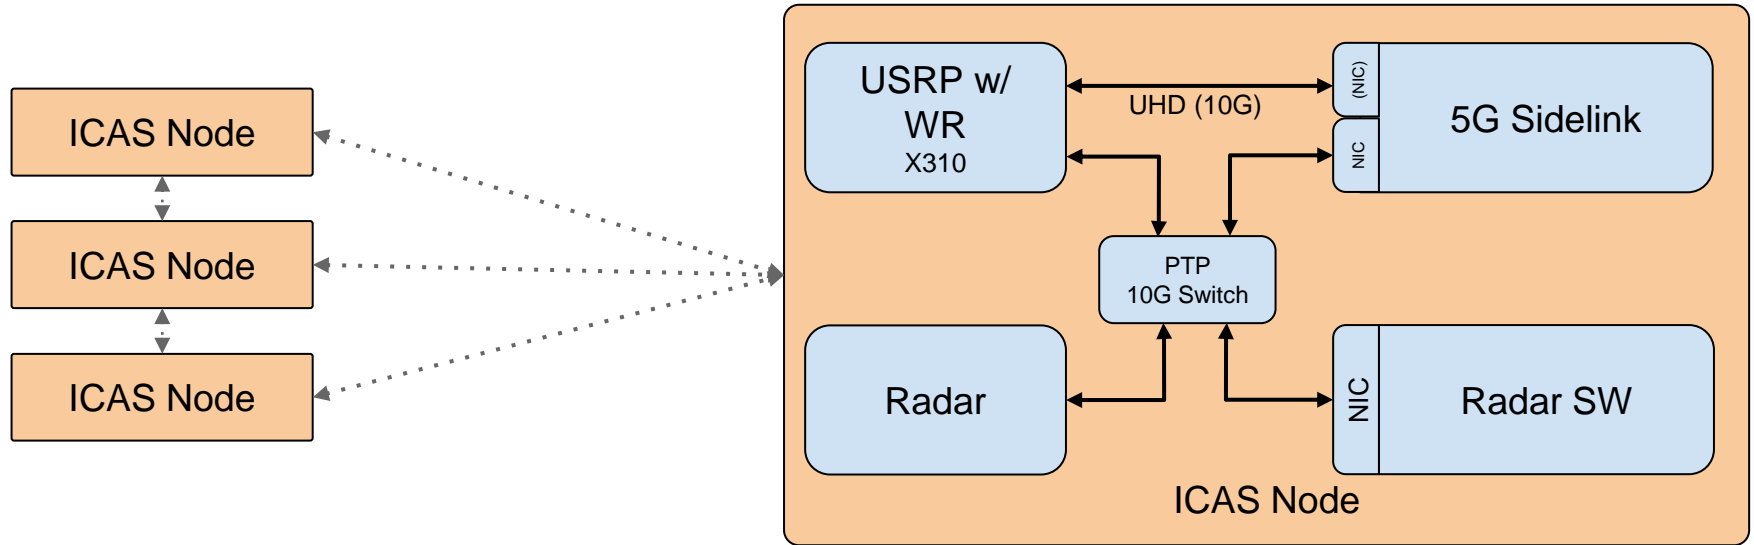 ICAS Node
ICAS Node
ICAS Node
USRP w/
WR
X310
UHD (10G)
(NIC)
NIC
5G Sidelink
PTP
10G Switch
Radar
NIC
Radar SW
ICAS Node